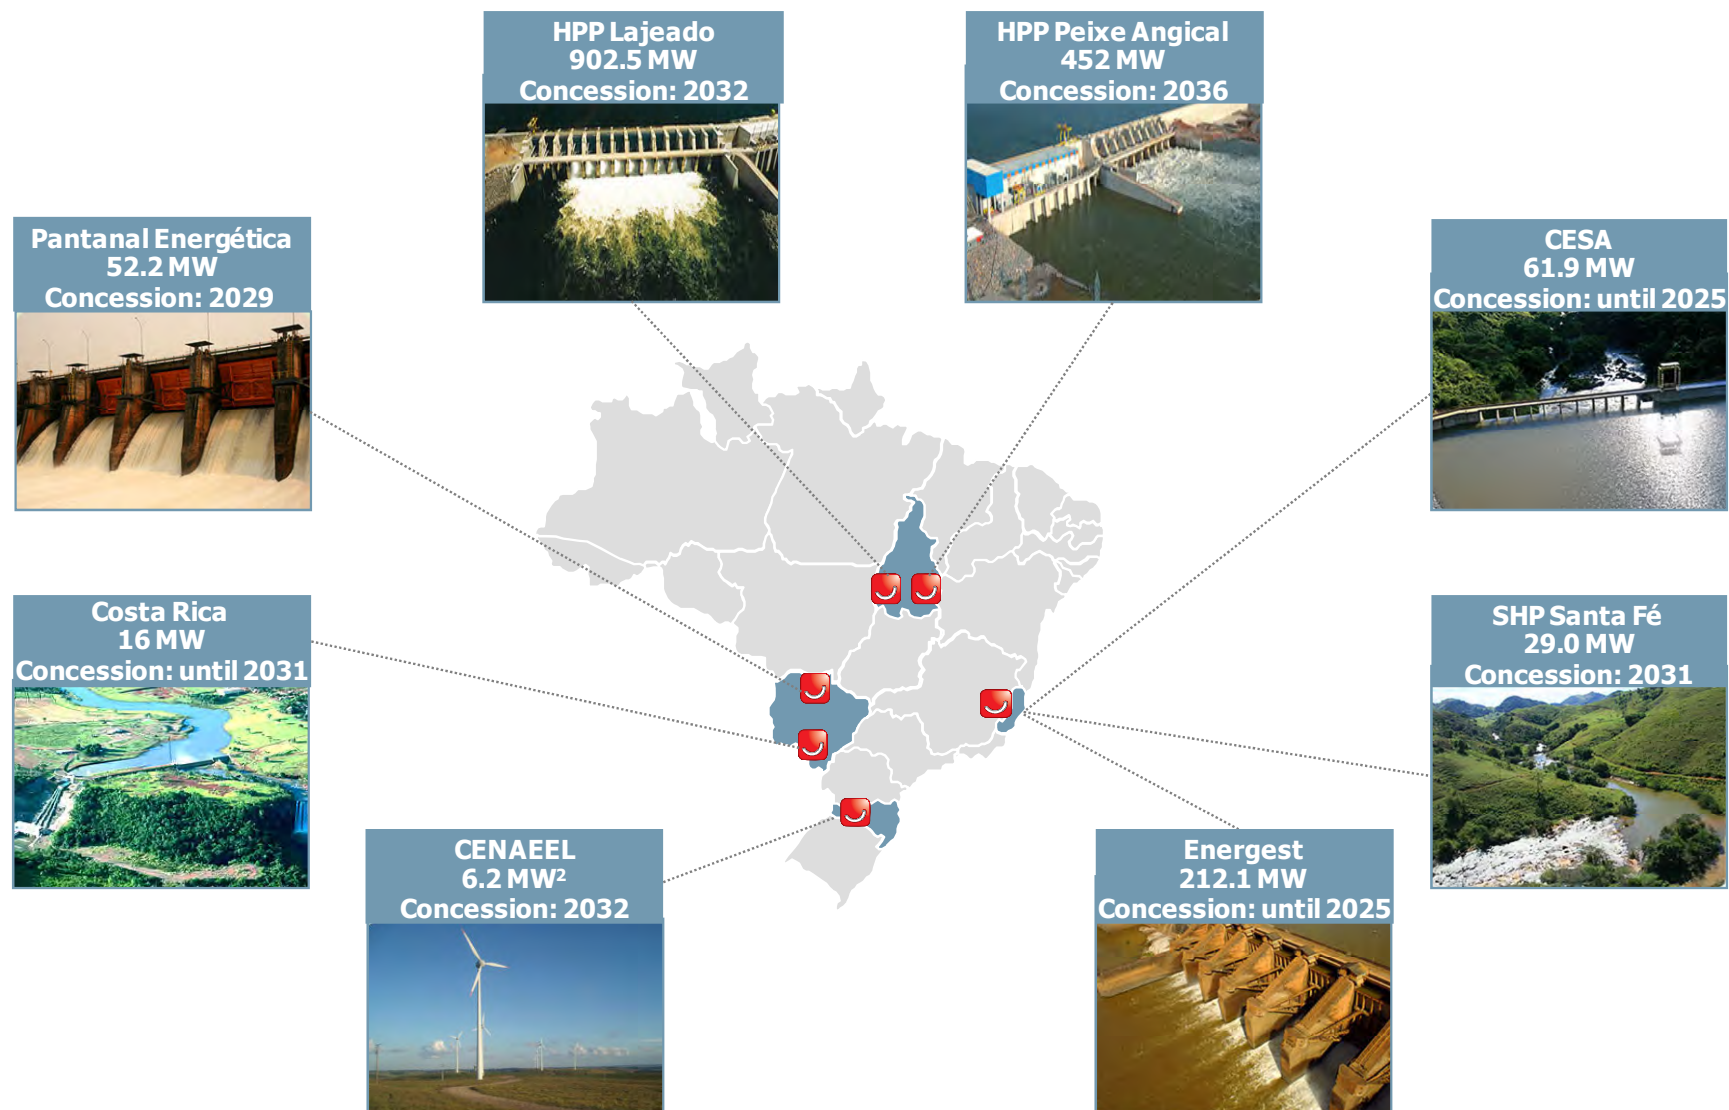 HPP Lajeado
902.5 MW
Concession: 2032
HPP Peixe Angical
452 MW
Concession: 2036
Pantanal Energética
52.2 MW
Concession: 2029
CESA
61.9 MW
Concession: until 2025
Costa Rica
16 MW
Concession: until 2031
SHP Santa Fé
29.0 MW
Concession: 2031
CENAEEL
6.2 MW²
Concession: 2032
Energest
212.1 MW
Concession: until 2025